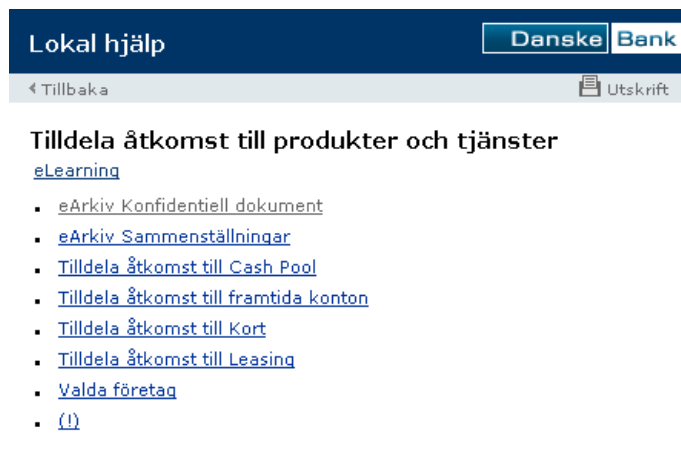 Lokal hjälp
Danske Bank
Tillbaka
Utskrift
Tilldela åtkomst till produkter och tjänster
eLearning
eArkiv Konfidentiell dokument
eArkiv Sammenställningar
Tilldela åtkomst till Cash Pool
Tilldela åtkomst till framtida konton
Tilldela åtkomst till Kort
Tilldela åtkomst till Leasing
Valda företag
(!)